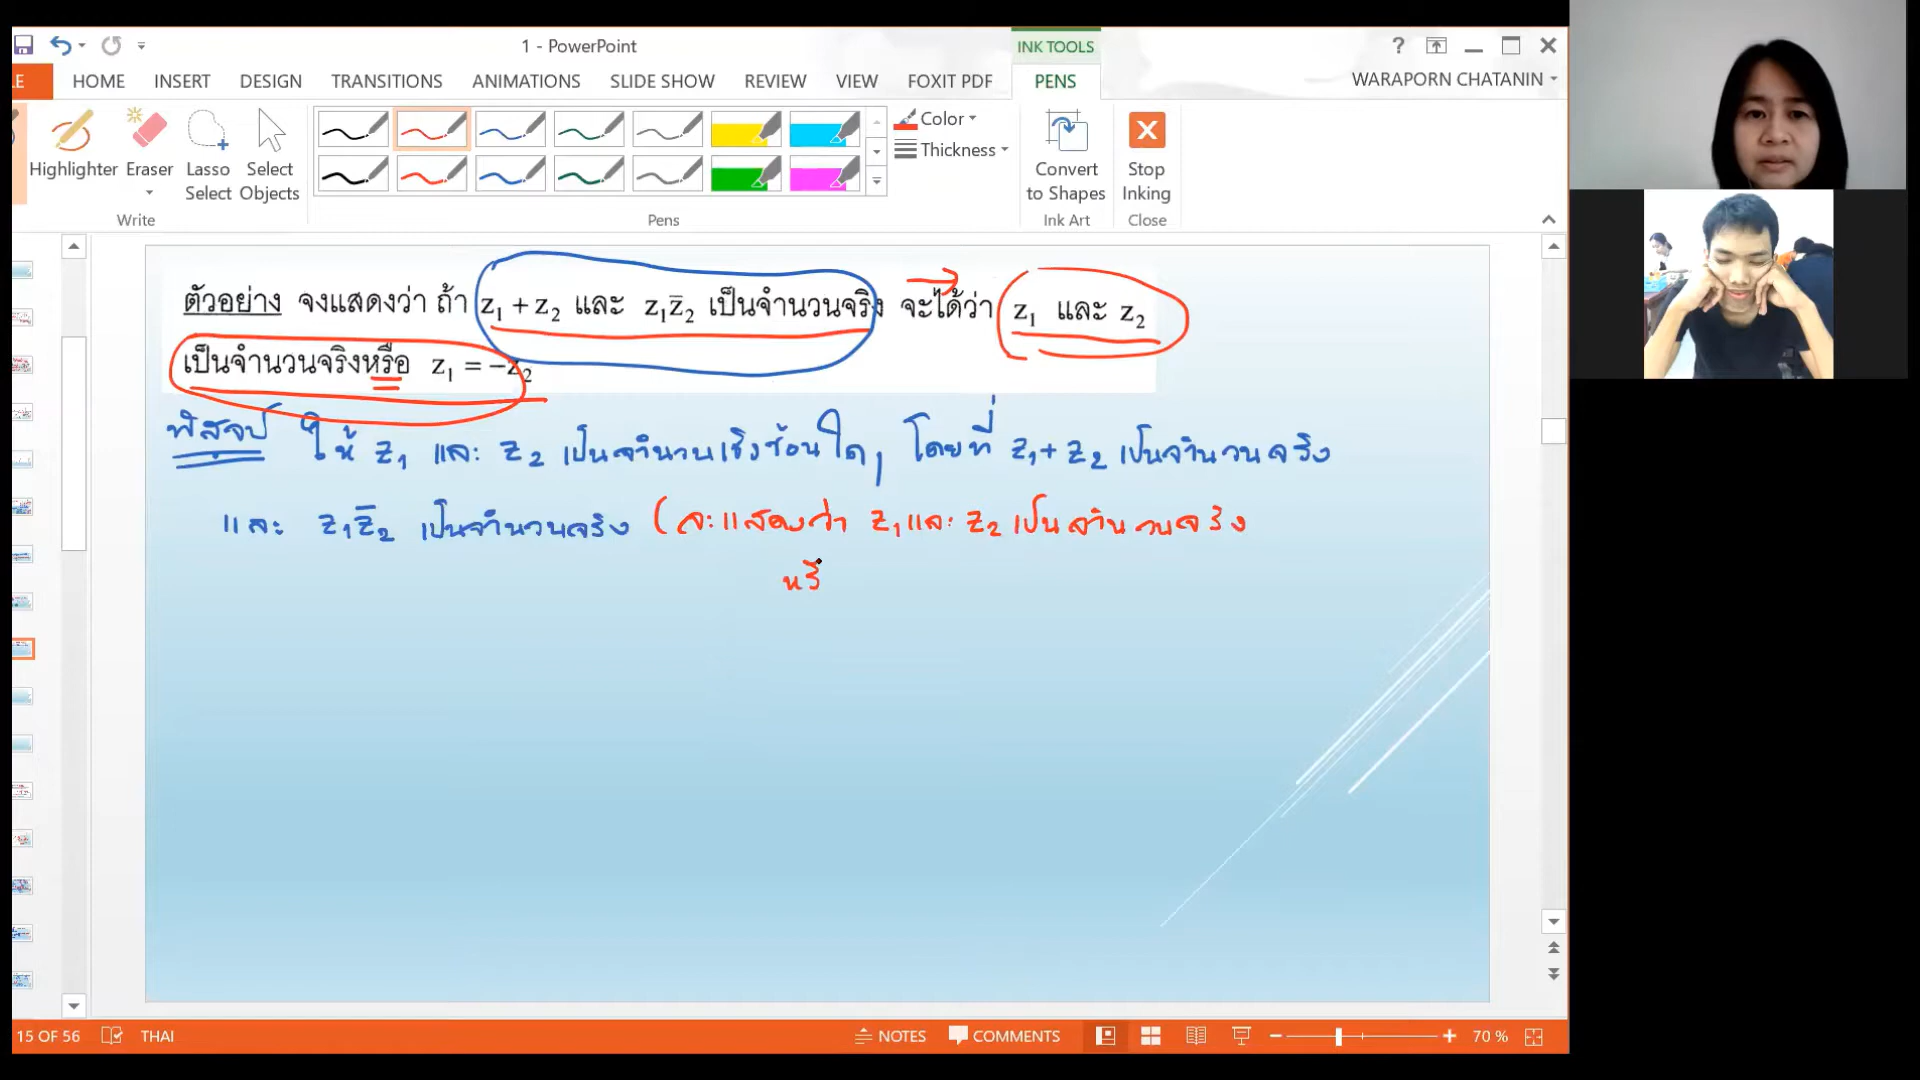 1 - PowerPoint
INK TOOLS
HOME INSERT DESIGN TRANSITIONS ANIMATIONS SLIDE SHOW REVIEW VIEW FOXIT PDF PENS
WARAPORN CHATANIN
Highlighter
Eraser
Lasso Select
Select Objects
Color
Thickness
Convert to Shapes
Stop Inking
Write
Pens
Ink Art
Close
ตัวอย่าง จงแสดงว่า ถ้า z₁ + z₂ และ z₁z̄₂ เป็นจำนวนจริง จะได้ว่า z₁ และ z₂
เป็นจำนวนจริงหรือ z₁ = −z₂
พิสูจน์ ให้ z₁ และ z₂ เป็นจำนวนเชิงซ้อนใดๆ โดยที่ z₁ + z₂ เป็นจำนวนจริง
และ z₁z̄₂ เป็นจำนวนจริง (จะแสดงว่า z₁ และ z₂ เป็นจำนวนจริง
หรื
15 OF 56
THAI
NOTES
COMMENTS
70 %